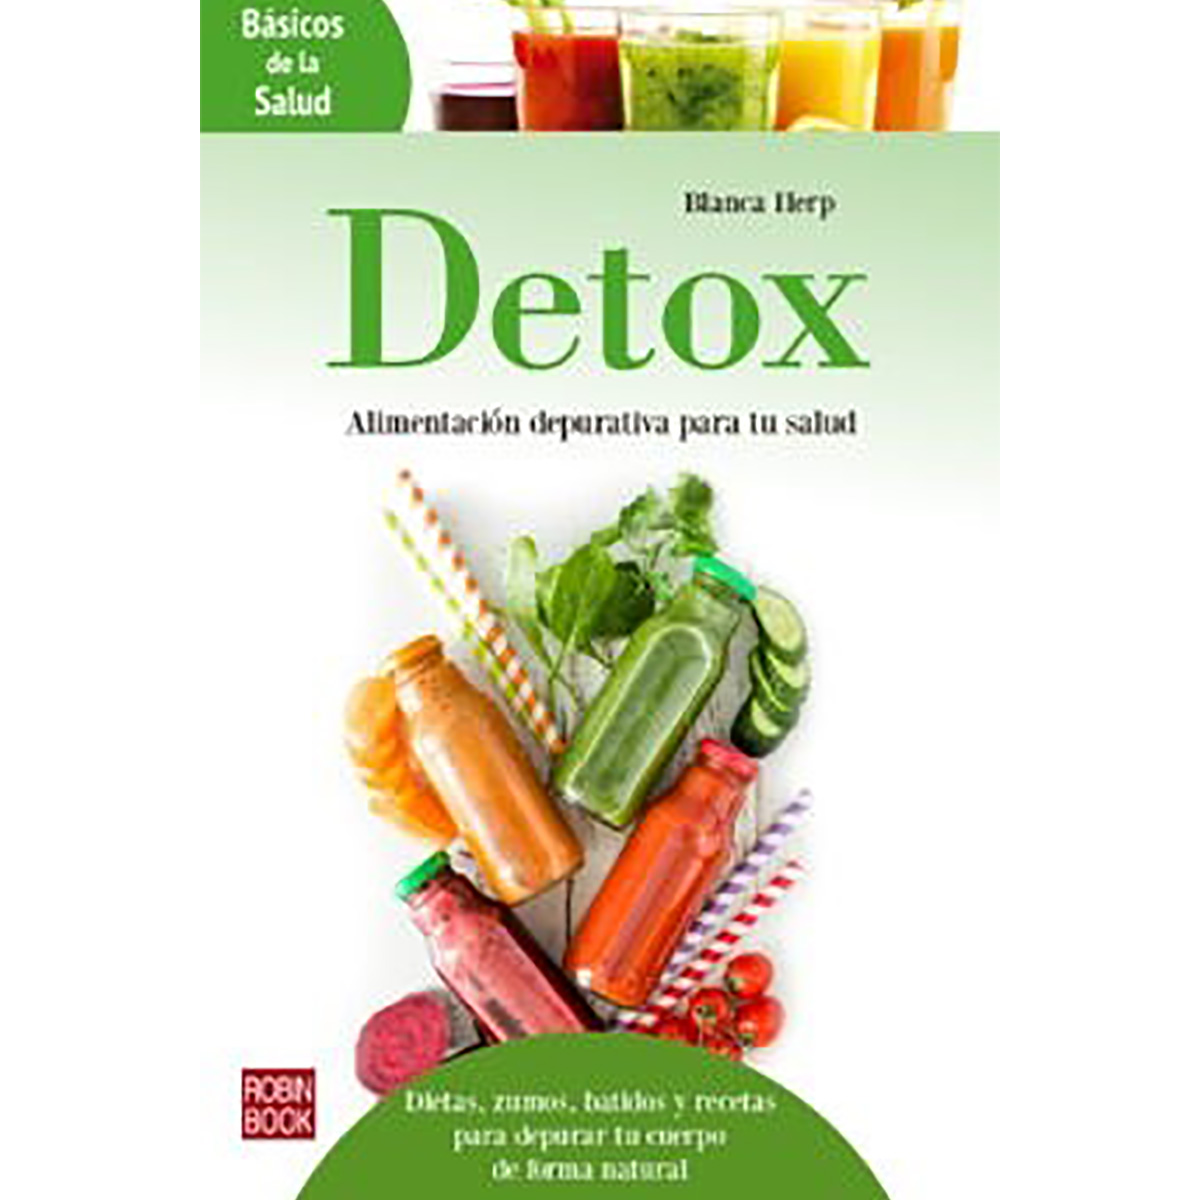 Básicos
de la
Salud
Blanca Herp
Detox
Alimentación depurativa para tu salud
ROBIN
BOOK
Dietas, zumos, batidos y recetas
para depurar tu cuerpo
de forma natural